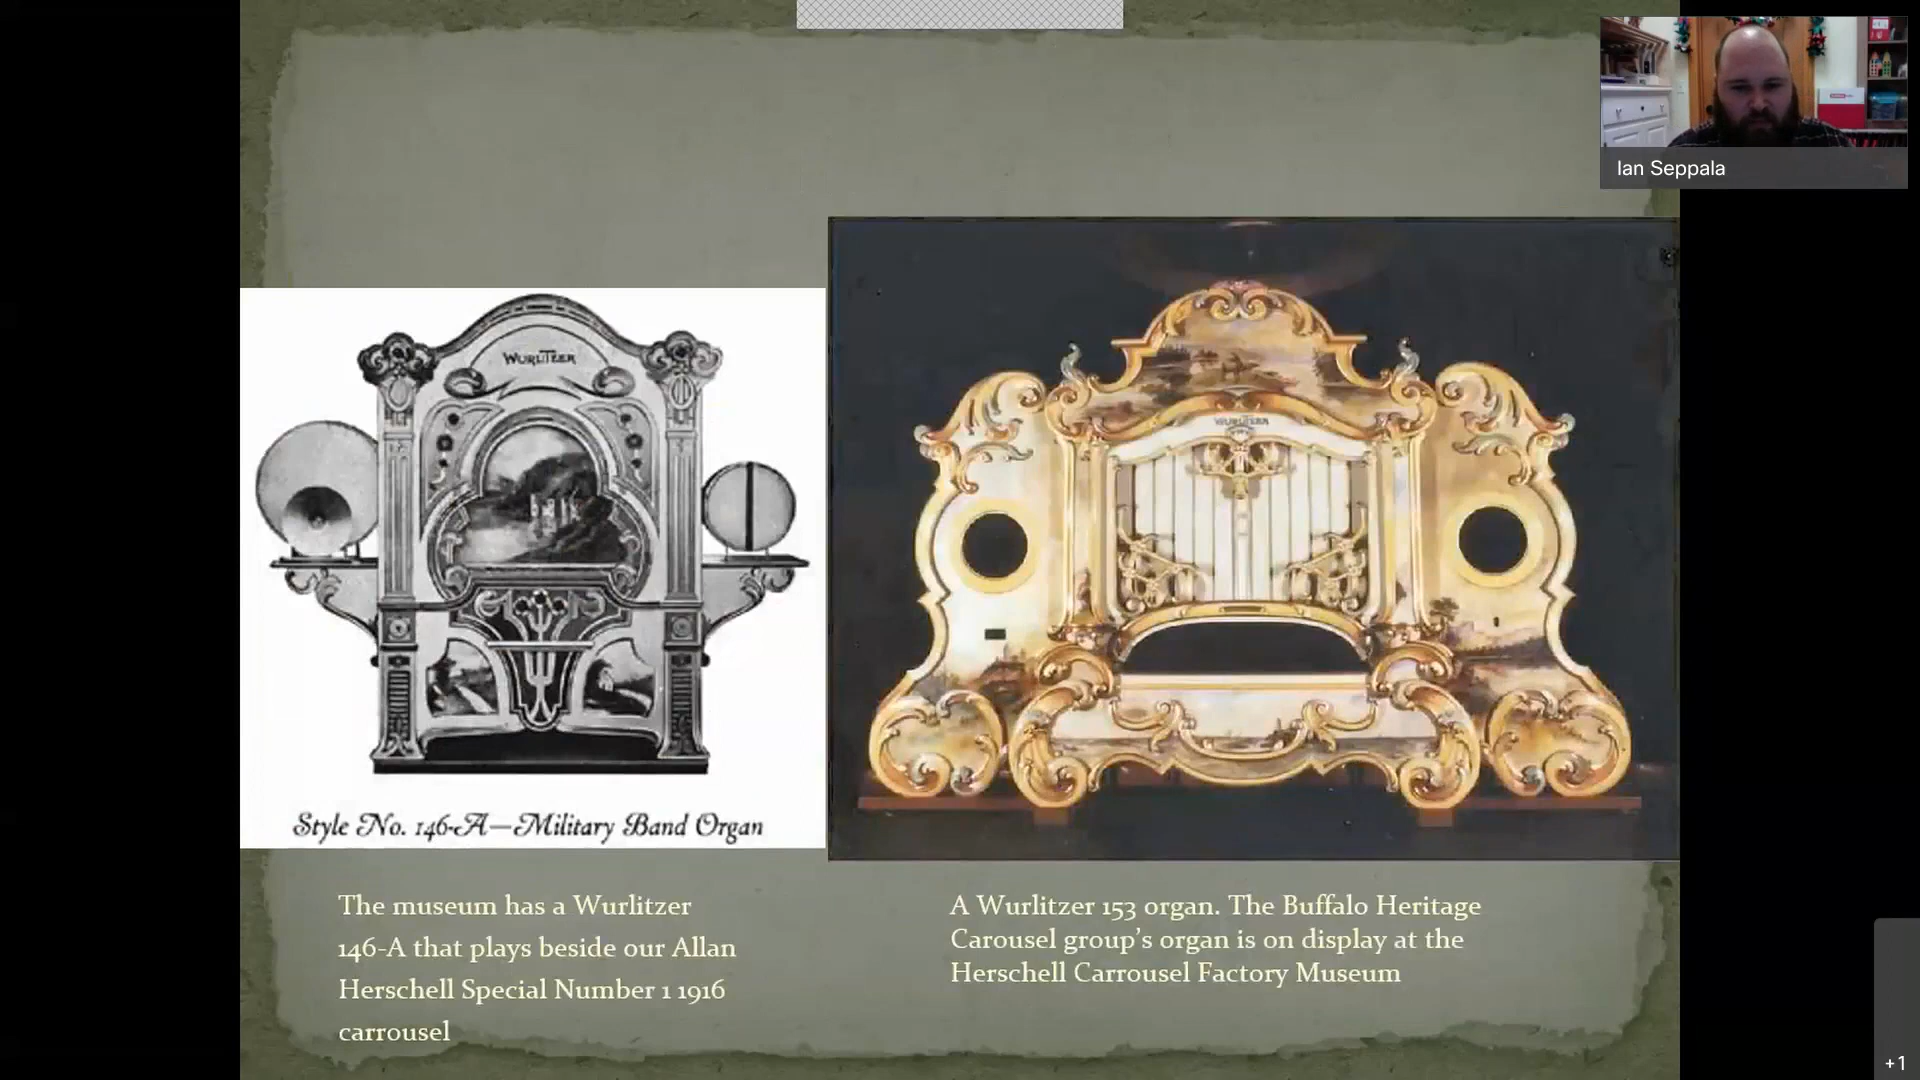 Ian Seppala
WURLITZER
WURLITZER
Style No. 146-A—Military Band Organ
The museum has a Wurlitzer
146-A that plays beside our Allan
Herschell Special Number 1 1916
carrousel
A Wurlitzer 153 organ. The Buffalo Heritage
Carousel group's organ is on display at the
Herschell Carrousel Factory Museum
+1